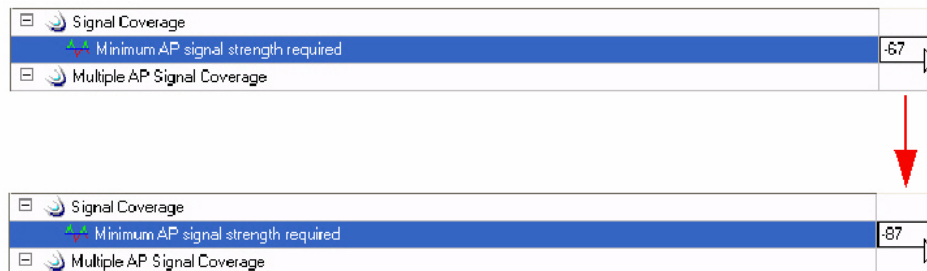 Signal Coverage
Minimum AP signal strength required -67
Multiple AP Signal Coverage
Signal Coverage
Minimum AP signal strength required -87
Multiple AP Signal Coverage